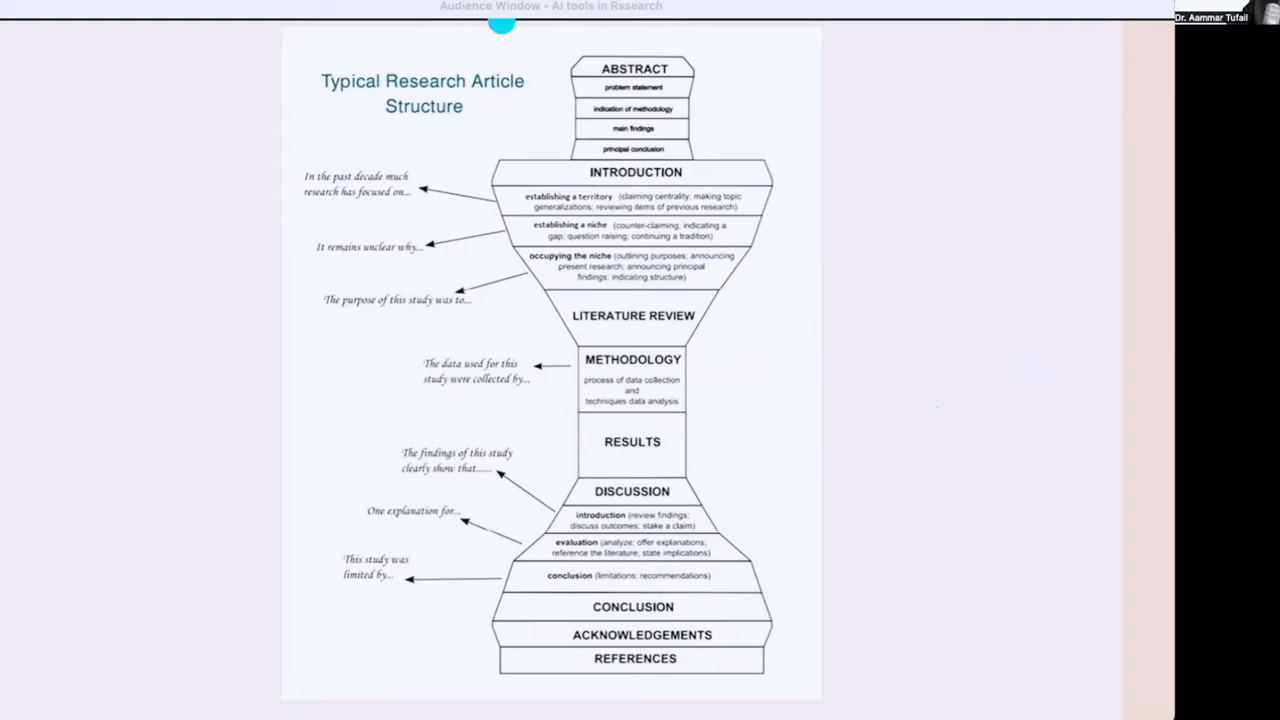 Audience Window - AI tools in Rssearch
Dr. Aammar Tufail
Typical Research Article
Structure
ABSTRACT
problem statement
indication of methodology
main findings
principal conclusion
INTRODUCTION
In the past decade much
research has focused on...
establishing a territory (claiming centrality; making topic
generalizations; reviewing items of previous research)
It remains unclear why...
establishing a niche (counter-claiming; indicating a
gap; question raising; continuing a tradition)
The purpose of this study was to...
occupying the niche (outlining purposes; announcing
present research; announcing principal
findings; indicating structure)
LITERATURE REVIEW
The data used for this
study were collected by...
METHODOLOGY
process of data collection
and
techniques data analysis
RESULTS
The findings of this study
clearly show that......
DISCUSSION
introduction (review findings;
discuss outcomes; stake a claim)
One explanation for...
evaluation (analyze; offer explanations;
reference the literature; state implications)
This study was
limited by...
conclusion (limitations; recommendations)
CONCLUSION
ACKNOWLEDGEMENTS
REFERENCES